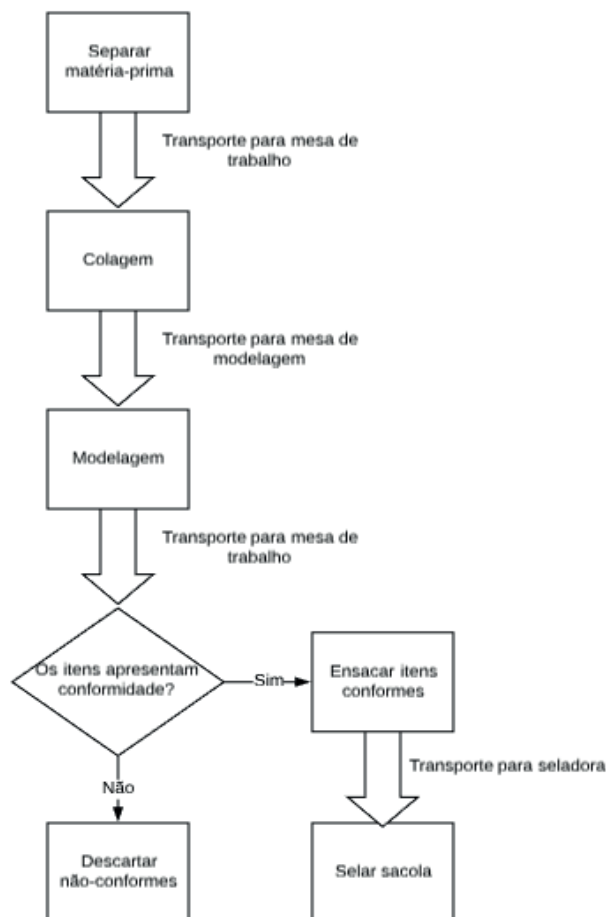 Separar
matéria-prima
Transporte para mesa de
trabalho
Colagem
Transporte para mesa de
modelagem
Modelagem
Transporte para mesa de
trabalho
Os itens apresentam
conformidade?
Sim
Ensacar itens
conformes
Transporte para seladora
Não
Descartar
não-conformes
Selar sacola